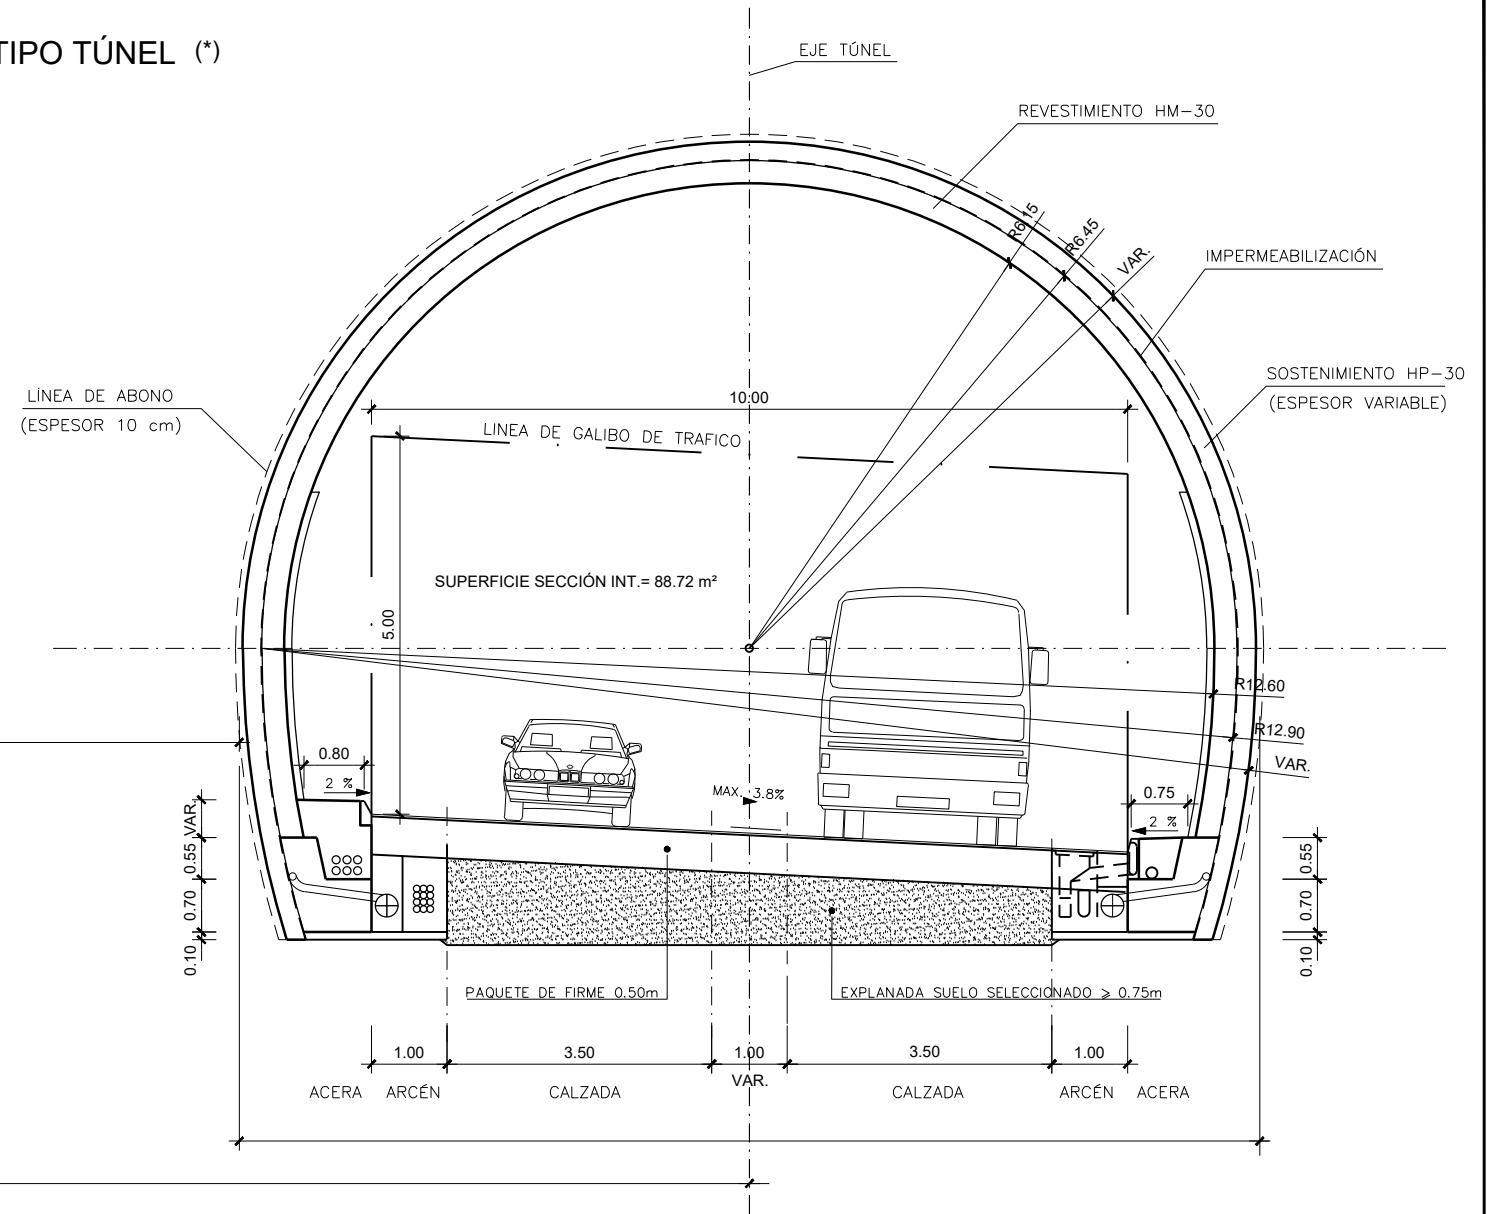 TIPO TÚNEL (*)
EJE TÚNEL
REVESTIMIENTO HM-30
R6.15
R6.45
VAR.
IMPERMEABILIZACIÓN
SOSTENIMIENTO HP-30
(ESPESOR VARIABLE)
LÍNEA DE ABONO
(ESPESOR 10 cm)
10.00
LINEA DE GALIBO DE TRAFICO
SUPERFICIE SECCIÓN INT.= 88.72 m²
5.00
R12.60
R12.90
VAR.
0.80
2 %
MAX. 3.8%
0.75
2 %
VAR.
0.55
0.70
0.10
0.55
0.70
0.10
PAQUETE DE FIRME 0.50m
EXPLANADA SUELO SELECCIONADO ⩾ 0.75m
1.00
3.50
1.00
3.50
1.00
VAR.
ACERA
ARCÉN
CALZADA
CALZADA
ARCÉN
ACERA